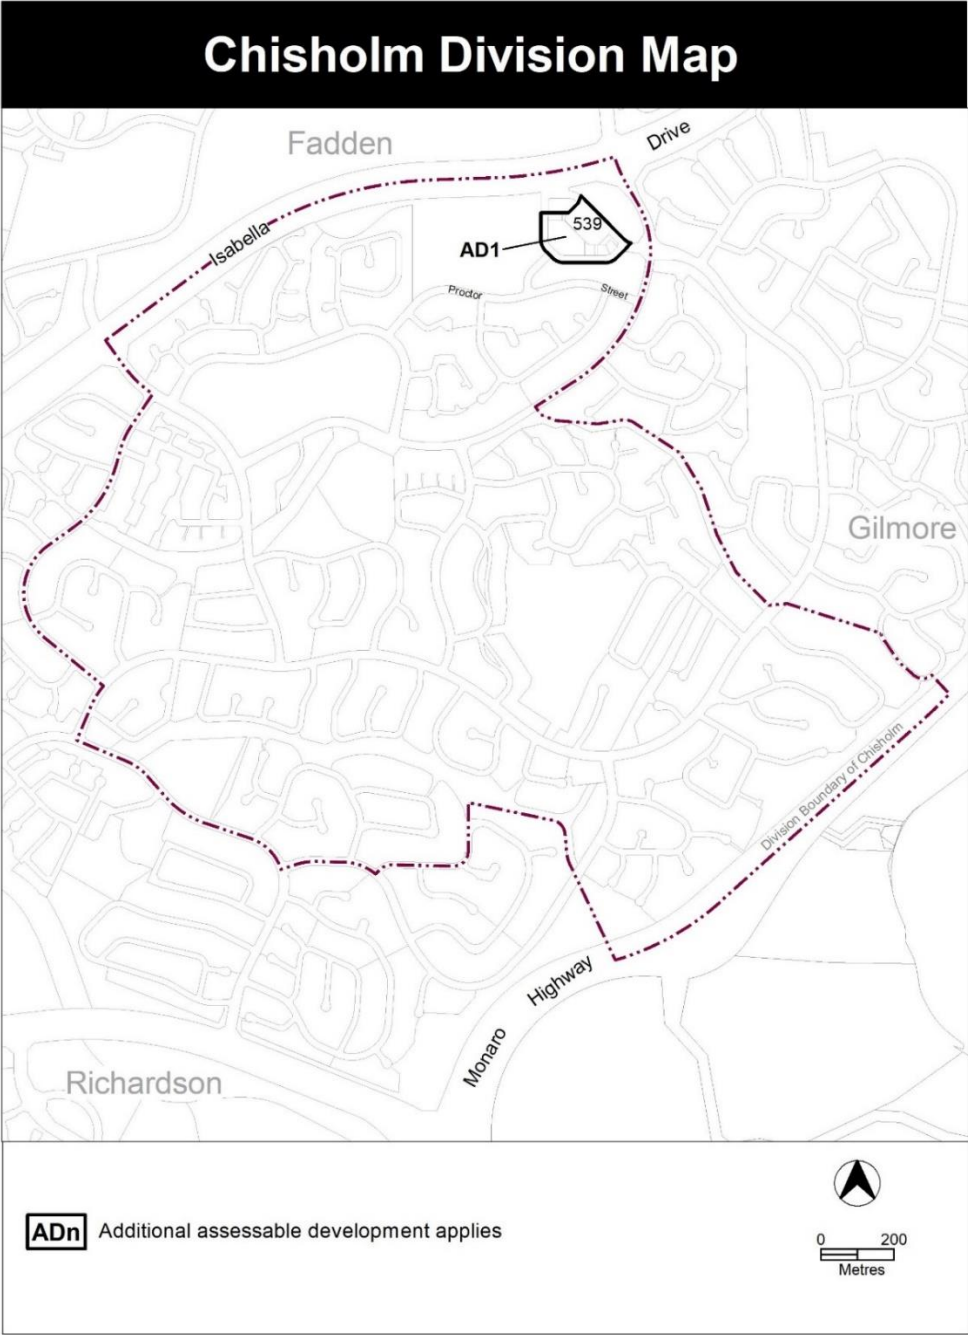 Chisholm Division Map
Fadden
Drive
Isabella
539
AD1
Proctor
Street
Gilmore
Division Boundary of Chisholm
Highway
Monaro
Richardson
ADn Additional assessable development applies
0 200
Metres